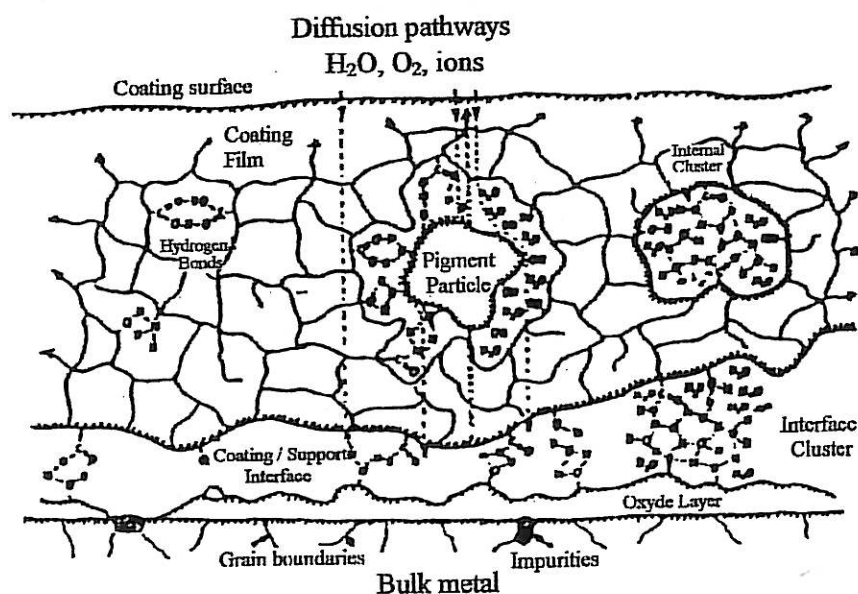 Diffusion pathways
H₂O, O₂, ions
Coating surface
Coating
Film
Internal
Cluster
Hydrogen
Bonds
Pigment
Particle
Coating / Supports
Interface
Interface
Cluster
Oxyde Layer
Grain boundaries
Impurities
Bulk metal